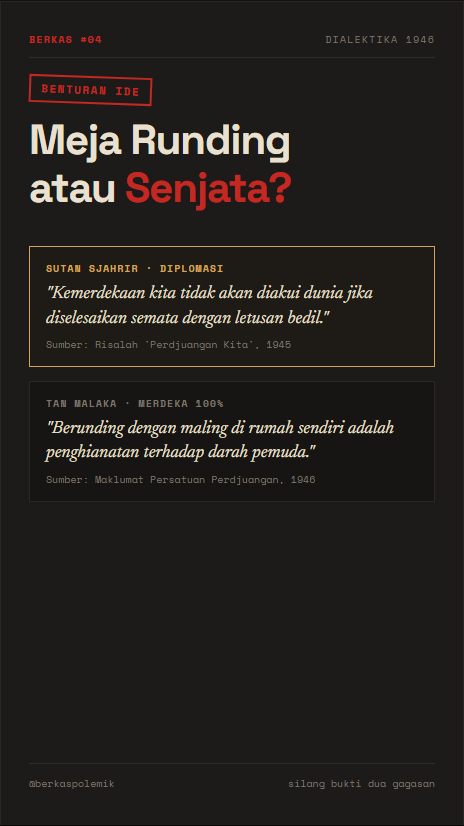 BERKAS #04
DIALEKTIKA 1946
BENTURAN IDE
Meja Runding
atau Senjata?
SUTAN SJAHRIR · DIPLOMASI
"Kemerdekaan kita tidak akan diakui dunia jika
diselesaikan semata dengan letusan bedil."
Sumber: Risalah 'Perdjuangan Kita', 1945
TAN MALAKA · MERDEKA 100%
"Berunding dengan maling di rumah sendiri adalah
penghianatan terhadap darah pemuda."
Sumber: Maklumat Persatuan Perdjuangan, 1946
@berkaspolemik
silang bukti dua gagasan